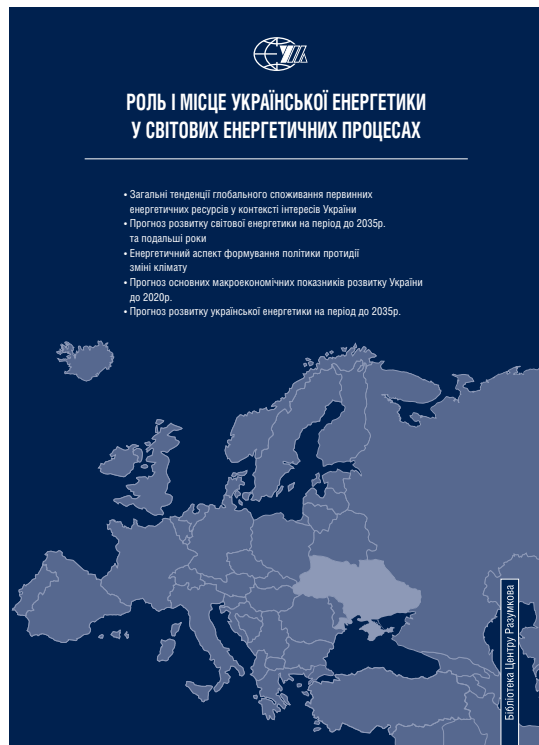 РОЛЬ І МІСЦЕ УКРАЇНСЬКОЇ ЕНЕРГЕТИКИ
У СВІТОВИХ ЕНЕРГЕТИЧНИХ ПРОЦЕСАХ
• Загальні тенденції глобального споживання первинних
енергетичних ресурсів у контексті інтересів України
• Прогноз розвитку світової енергетики на період до 2035р.
та подальші роки
• Енергетичний аспект формування політики протидії
зміні клімату
• Прогноз основних макроекономічних показників розвитку України
до 2020р.
• Прогноз розвитку української енергетики на період до 2035р.
Бібліотека Центру Разумкова